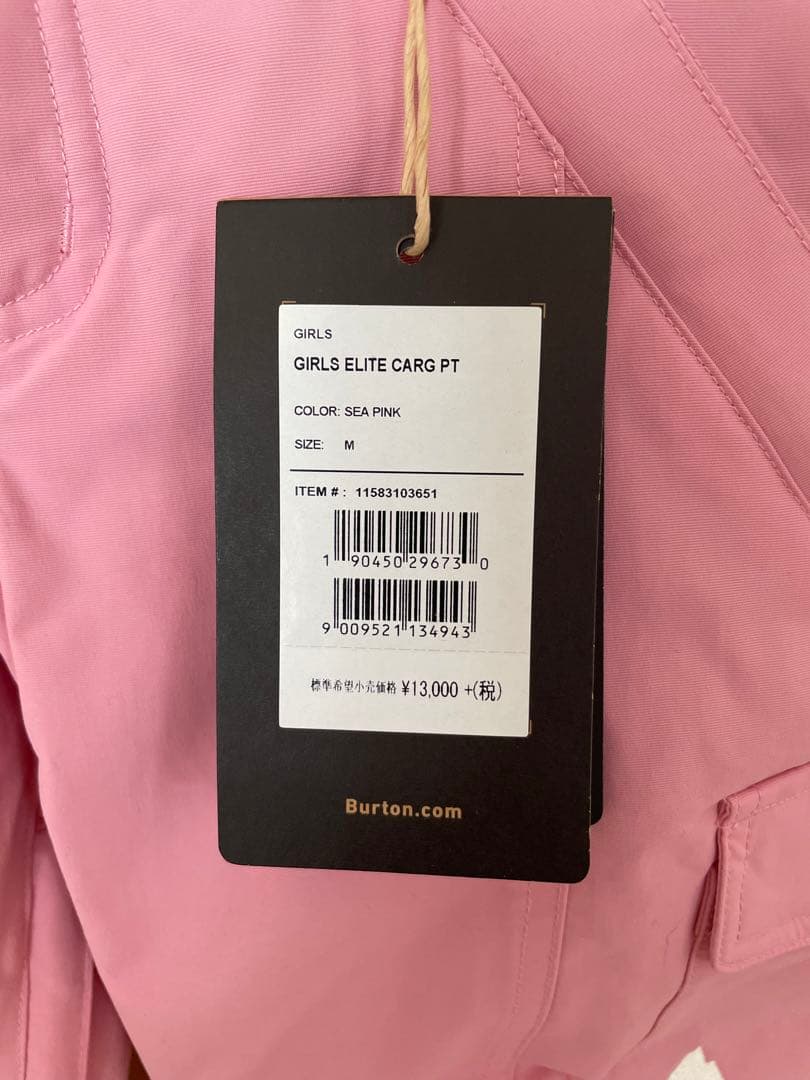 GIRLS
GIRLS ELITE CARG PT
COLOR: SEA PINK
SIZE: M
ITEM # : 11583103651
1 90450 29673 0
9 009521 134943
標準希望小売価格 ¥13,000 +(税)
Burton.com